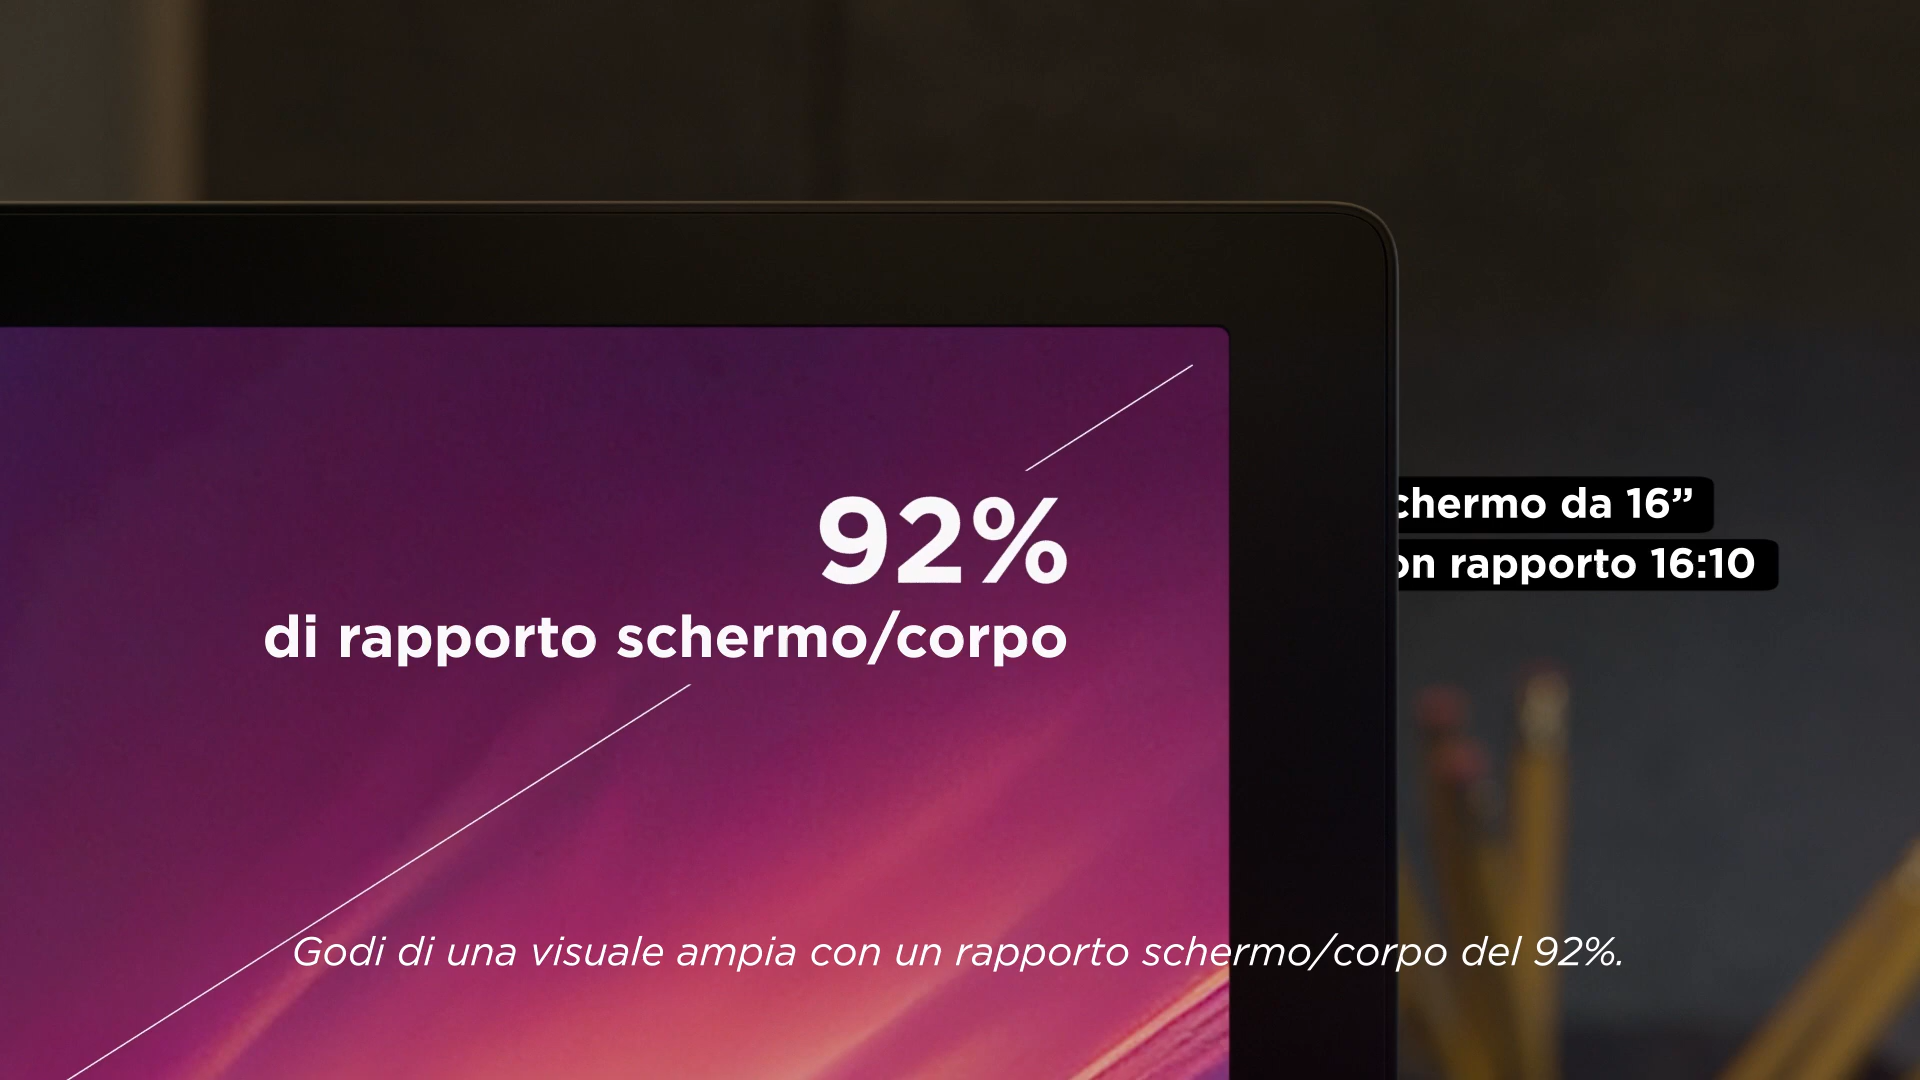 92%
di rapporto schermo/corpo
chermo da 16”
on rapporto 16:10
Godi di una visuale ampia con un rapporto schermo/corpo del 92%.